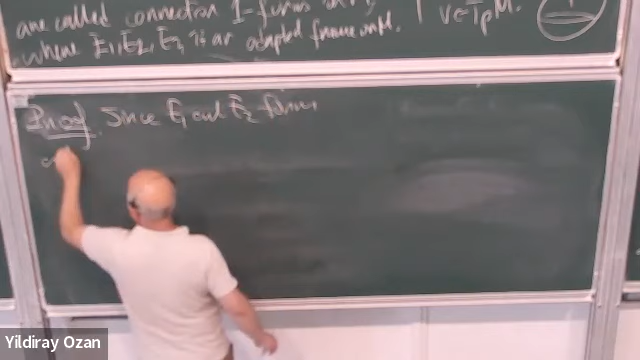 are called connection 1-forms of M,
where E₁, E₂, E₃ is an adapted frame
v∈TpM.
Proof. Since E₁ and E₂ form
Yildiray Ozan